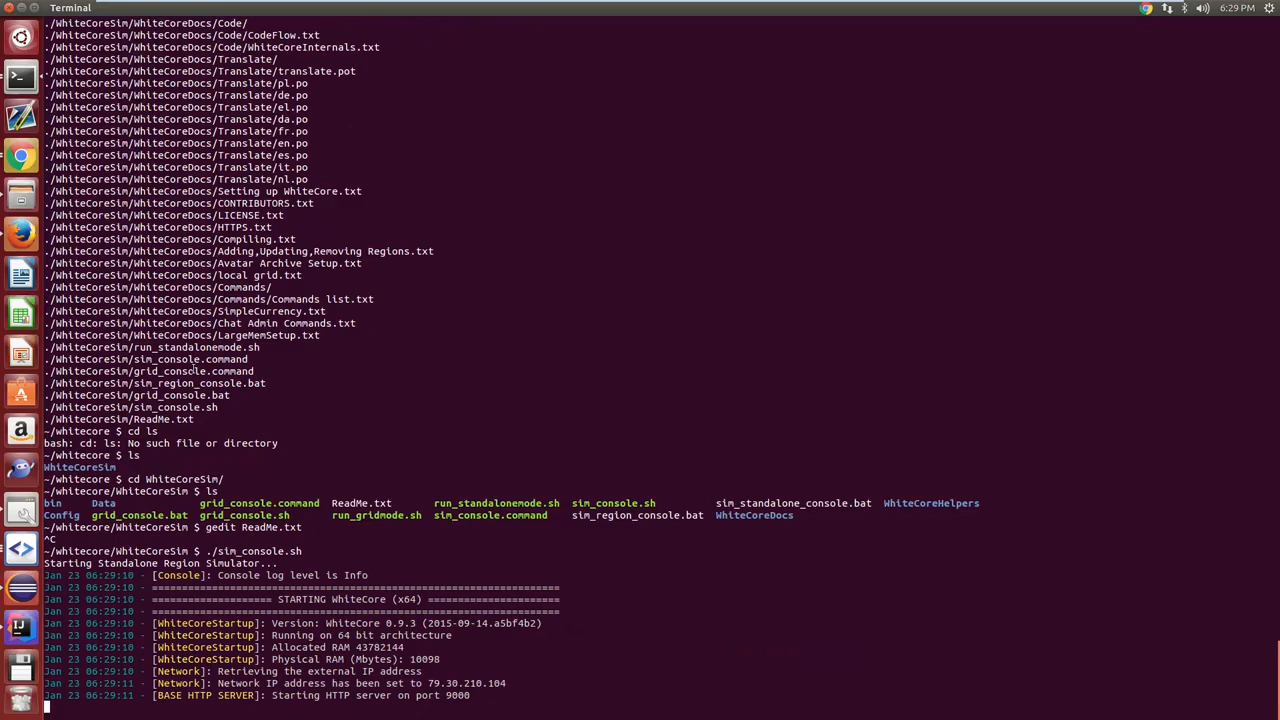 Terminal
6:29 PM
./WhiteCoreSim/WhiteCoreDocs/Code/
./WhiteCoreSim/WhiteCoreDocs/Code/CodeFlow.txt
./WhiteCoreSim/WhiteCoreDocs/Code/WhiteCoreInternals.txt
./WhiteCoreSim/WhiteCoreDocs/Translate/
./WhiteCoreSim/WhiteCoreDocs/Translate/translate.pot
./WhiteCoreSim/WhiteCoreDocs/Translate/pl.po
./WhiteCoreSim/WhiteCoreDocs/Translate/de.po
./WhiteCoreSim/WhiteCoreDocs/Translate/el.po
./WhiteCoreSim/WhiteCoreDocs/Translate/da.po
./WhiteCoreSim/WhiteCoreDocs/Translate/fr.po
./WhiteCoreSim/WhiteCoreDocs/Translate/en.po
./WhiteCoreSim/WhiteCoreDocs/Translate/es.po
./WhiteCoreSim/WhiteCoreDocs/Translate/it.po
./WhiteCoreSim/WhiteCoreDocs/Translate/nl.po
./WhiteCoreSim/WhiteCoreDocs/Setting up WhiteCore.txt
./WhiteCoreSim/WhiteCoreDocs/CONTRIBUTORS.txt
./WhiteCoreSim/WhiteCoreDocs/LICENSE.txt
./WhiteCoreSim/WhiteCoreDocs/HTTPS.txt
./WhiteCoreSim/WhiteCoreDocs/Compiling.txt
./WhiteCoreSim/WhiteCoreDocs/Adding,Updating,Removing Regions.txt
./WhiteCoreSim/WhiteCoreDocs/Avatar Archive Setup.txt
./WhiteCoreSim/WhiteCoreDocs/local grid.txt
./WhiteCoreSim/WhiteCoreDocs/Commands/
./WhiteCoreSim/WhiteCoreDocs/Commands/Commands list.txt
./WhiteCoreSim/WhiteCoreDocs/SimpleCurrency.txt
./WhiteCoreSim/WhiteCoreDocs/Chat Admin Commands.txt
./WhiteCoreSim/WhiteCoreDocs/LargeMemSetup.txt
./WhiteCoreSim/run_standalonemode.sh
./WhiteCoreSim/sim_console.command
./WhiteCoreSim/grid_console.command
./WhiteCoreSim/sim_region_console.bat
./WhiteCoreSim/grid_console.bat
./WhiteCoreSim/sim_console.sh
./WhiteCoreSim/ReadMe.txt
~/whitecore $ cd ls
bash: cd: ls: No such file or directory
~/whitecore $ ls
WhiteCoreSim
~/whitecore $ cd WhiteCoreSim/
~/whitecore/WhiteCoreSim $ ls
bin Data grid_console.command ReadMe.txt run_standalonemode.sh sim_console.sh sim_standalone_console.bat WhiteCoreHelpers
Config grid_console.bat grid_console.sh run_gridmode.sh sim_console.command sim_region_console.bat WhiteCoreDocs
~/whitecore/WhiteCoreSim $ gedit ReadMe.txt
^C
~/whitecore/WhiteCoreSim $ ./sim_console.sh
Starting Standalone Region Simulator...
Jan 23 06:29:10 - [Console]: Console log level is Info
Jan 23 06:29:10 - ====================================================================
Jan 23 06:29:10 - ==================== STARTING WhiteCore (x64) ======================
Jan 23 06:29:10 - ====================================================================
Jan 23 06:29:10 - [WhiteCoreStartup]: Version: WhiteCore 0.9.3 (2015-09-14.a5bf4b2)
Jan 23 06:29:10 - [WhiteCoreStartup]: Running on 64 bit architecture
Jan 23 06:29:10 - [WhiteCoreStartup]: Allocated RAM 43782144
Jan 23 06:29:10 - [WhiteCoreStartup]: Physical RAM (Mbytes): 10098
Jan 23 06:29:10 - [Network]: Retrieving the external IP address
Jan 23 06:29:11 - [Network]: Network IP address has been set to 79.30.210.104
Jan 23 06:29:11 - [BASE HTTP SERVER]: Starting HTTP server on port 9000